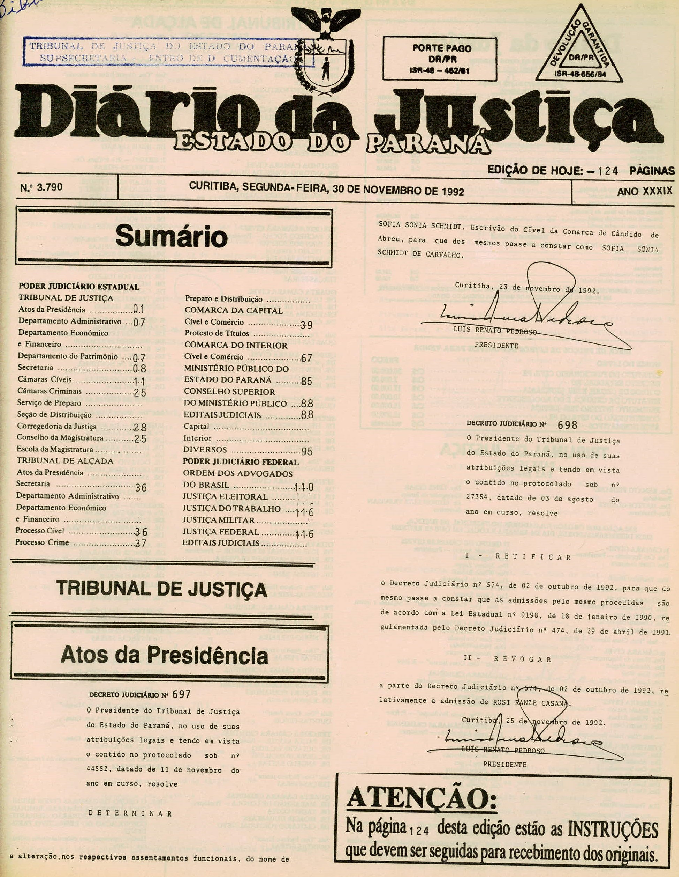 TRIBUNAL DE JUSTIÇA DO ESTADO DO PARANÁ
PORTE PAGO
DR/PR
ISR-48 - 452/81
DEVOLUÇÃO GARANTIDA
DR/PR
ISR-48-656/84
Diário da Justiça
ESTADO DO PARANÁ
EDIÇÃO DE HOJE: - 124 PÁGINAS
N.º 3.790
CURITIBA, SEGUNDA-FEIRA, 30 DE NOVEMBRO DE 1992
ANO XXXIX
Sumário
PODER JUDICIÁRIO ESTADUAL
TRIBUNAL DE JUSTIÇA
Atos da Presidência ..............01
Departamento Administrativo ...07
Departamento Econômico
e Financeiro .....................
Departamento do Patrimônio ....07
Secretaria .......................08
Câmaras Cíveis ...................11
Câmaras Criminais ................25
Serviço de Preparo ...............
Seção de Distribuição ............
Corregedoria da Justiça ..........28
Conselho da Magistratura .........25
Escola da Magistratura ...........
TRIBUNAL DE ALÇADA
Atos da Presidência ..............
Secretaria .......................36
Departamento Administrativo ...
Departamento Econômico
e Financeiro .....................
Processo Cível ...................36
Processo Crime ...................37
Preparo e Distribuição ...........
COMARCA DA CAPITAL
Cível e Comércio .................39
Protesto de Títulos ..............
COMARCA DO INTERIOR
Cível e Comércio .................67
MINISTÉRIO PÚBLICO DO
ESTADO DO PARANÁ .................85
CONSELHO SUPERIOR
DO MINISTÉRIO PÚBLICO ............88
EDITAIS JUDICIAIS ................88
Capital ..........................
Interior .........................
DIVERSOS .........................95
PODER JUDICIÁRIO FEDERAL
ORDEM DOS ADVOGADOS
DO BRASIL ........................110
JUSTIÇA ELEITORAL ................
JUSTIÇA DO TRABALHO ..............116
JUSTIÇA MILITAR ..................
JUSTIÇA FEDERAL ..................116
EDITAIS JUDICIAIS ................
TRIBUNAL DE JUSTIÇA
Atos da Presidência
DECRETO JUDICIÁRIO Nº 697
O Presidente do Tribunal de Justiça
do Estado do Paraná, no uso de suas
atribuições legais e tendo em vista
o contido no protocolado sob nº
44552, datado de 11 de novembro do
ano em curso, resolve
DETERMINAR
a alteração, nos respectivos assentamentos funcionais, do nome de
SOFIA SONIA SCHMIDT, Escrivão do Cível da Comarca de Cândido de
Abreu, para que dos mesmos passe a constar como SOFIA SONIA
SCHMIDT DE CARVALHO.
Curitiba, 23 de novembro de 1992.
LUIS RENATO PEDROSO
PRESIDENTE
DECRETO JUDICIÁRIO Nº 698
O Presidente do Tribunal de Justiça
do Estado do Paraná, no uso de suas
atribuições legais e tendo em vista
o contido no protocolado sob nº
27354, datado de 03 de agosto do
ano em curso, resolve
I - RETIFICAR
o Decreto Judiciário nº 574, de 02 de outubro de 1992, para que do
mesmo passe a constar que as admissões pelo mesmo procedidas são
de acordo com a Lei Estadual nº 9198, de 18 de janeiro de 1990, re
gulamentada pelo Decreto Judiciário nº 474, de 29 de abril de 1991.
II - REVOGAR
a parte do Decreto Judiciário nº 574, de 02 de outubro de 1992, re
lativamente a admissão de ROSI
Curitiba, 25 de novembro de 1992.
LUIS RENATO PEDROSO
PRESIDENTE
ATENÇÃO:
Na página 124 desta edição estão as INSTRUÇÕES
que devem ser seguidas para recebimento dos originais.